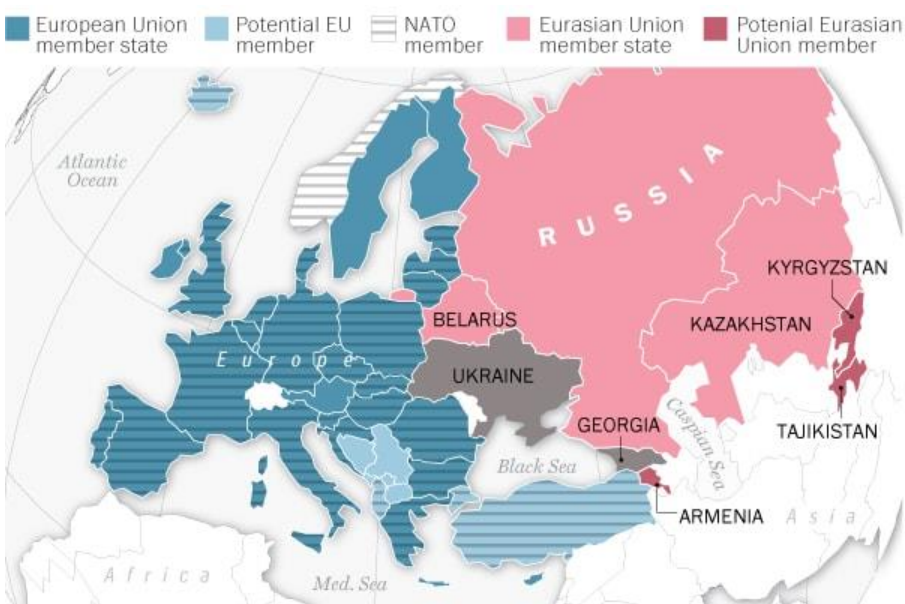 European Union
member state
Potential EU
member
NATO
member
Eurasian Union
member state
Potenial Eurasian
Union member
Atlantic
Ocean
RUSSIA
KYRGYZSTAN
BELARUS
KAZAKHSTAN
Europe
UKRAINE
GEORGIA
Caspian Sea
TAJIKISTAN
Black Sea
ARMENIA
Asia
Africa
Med. Sea